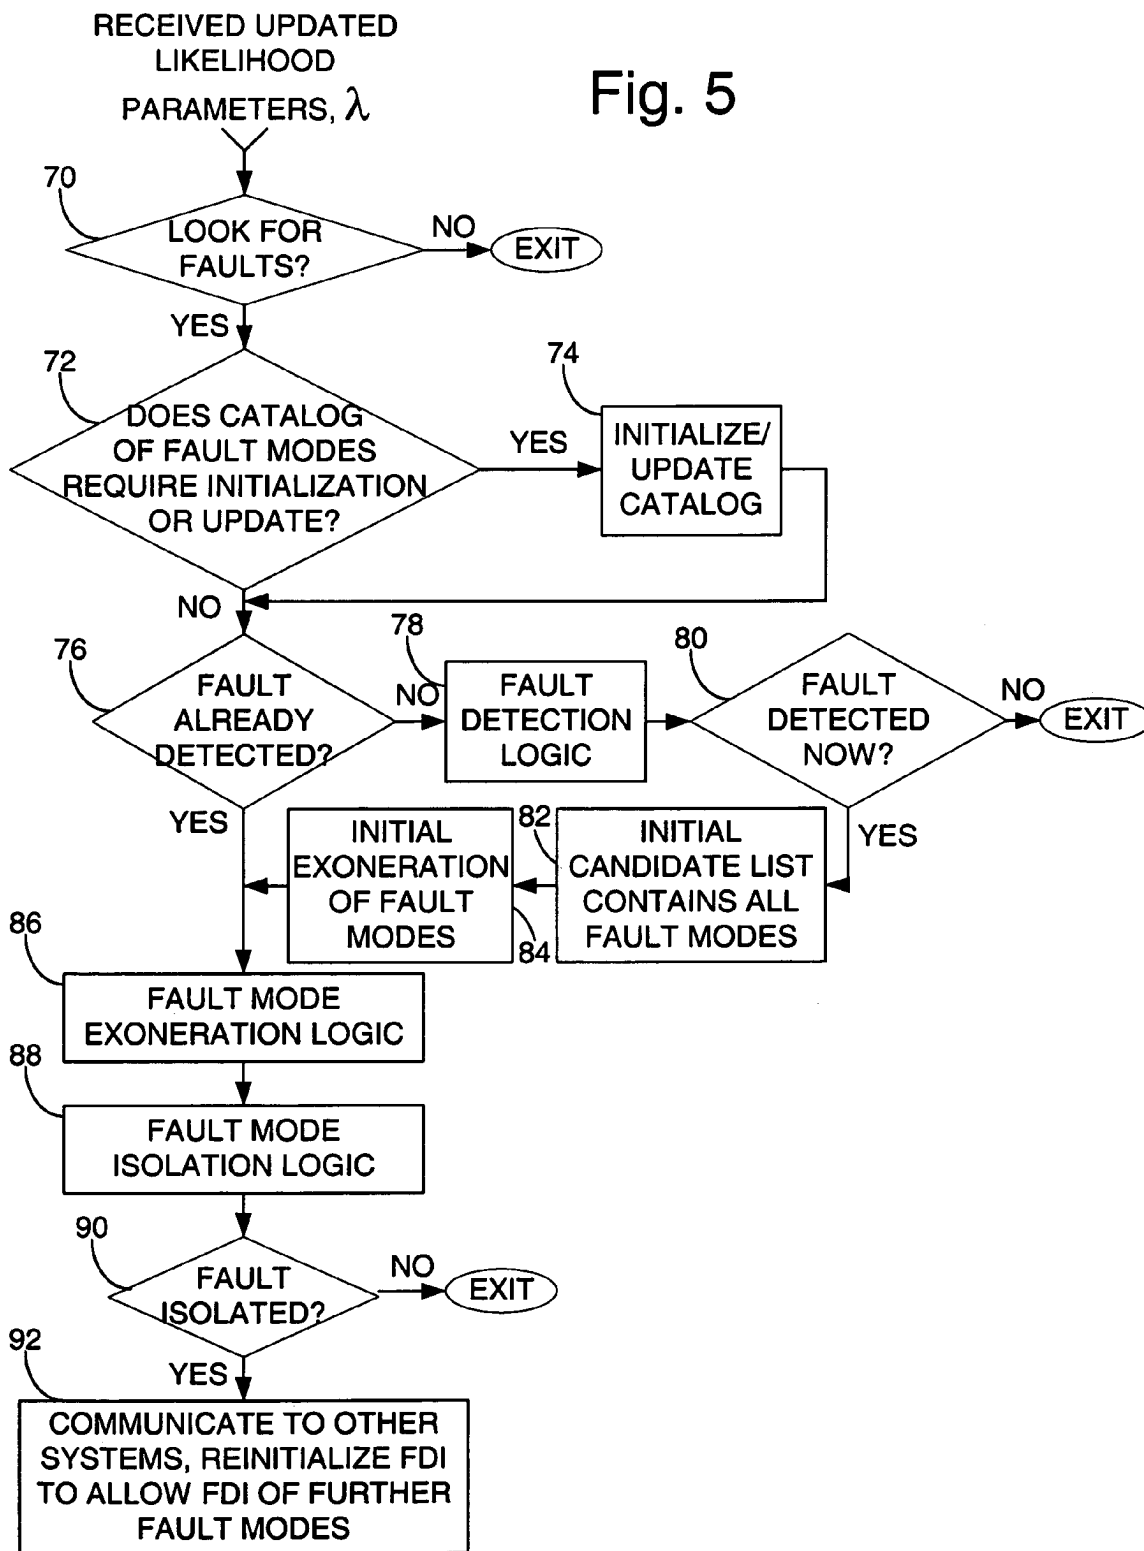 RECEIVED UPDATED
LIKELIHOOD
PARAMETERS, λ
Fig. 5
70
LOOK FOR
FAULTS?
NO
EXIT
YES
72
DOES CATALOG
OF FAULT MODES
REQUIRE INITIALIZATION
OR UPDATE?
YES
74
INITIALIZE/
UPDATE
CATALOG
NO
76
FAULT
ALREADY
DETECTED?
NO
78
FAULT
DETECTION
LOGIC
80
FAULT
DETECTED
NOW?
NO
EXIT
YES
YES
82
INITIAL
CANDIDATE LIST
CONTAINS ALL
FAULT MODES
INITIAL
EXONERATION
OF FAULT
MODES
84
86
FAULT MODE
EXONERATION LOGIC
88
FAULT MODE
ISOLATION LOGIC
90
FAULT
ISOLATED?
NO
EXIT
YES
92
COMMUNICATE TO OTHER
SYSTEMS, REINITIALIZE FDI
TO ALLOW FDI OF FURTHER
FAULT MODES